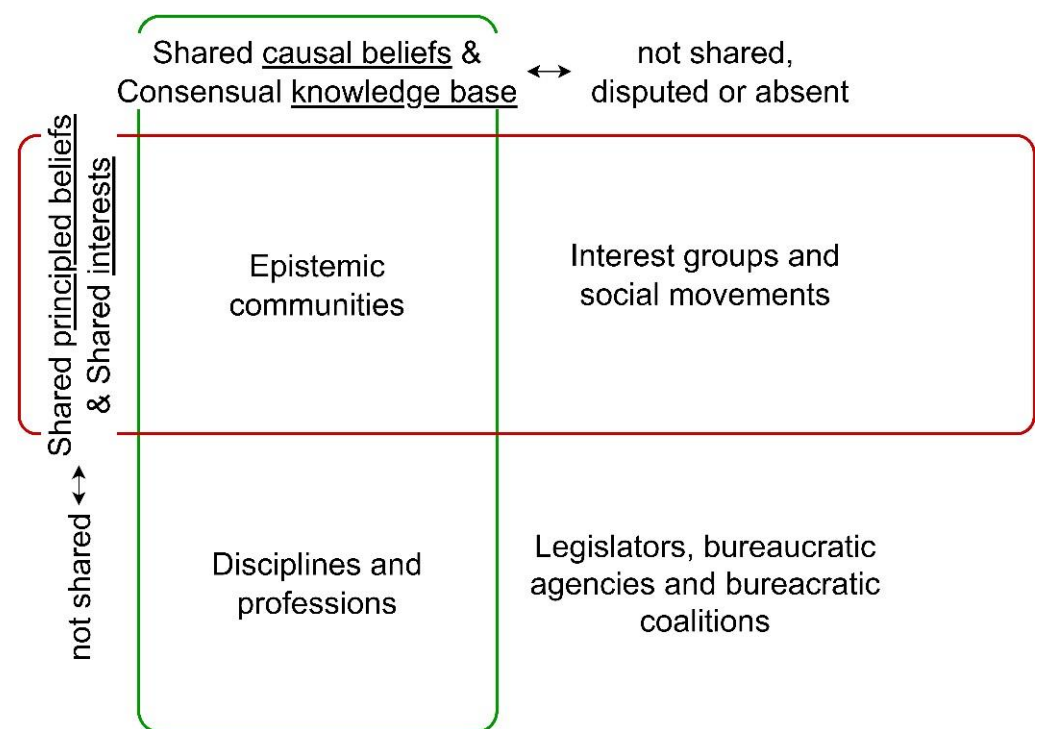 Shared causal beliefs &
Consensual knowledge base
not shared,
disputed or absent
Shared principled beliefs
& Shared interests
not shared
Epistemic
communities
Interest groups and
social movements
Disciplines and
professions
Legislators, bureaucratic
agencies and bureacratic
coalitions